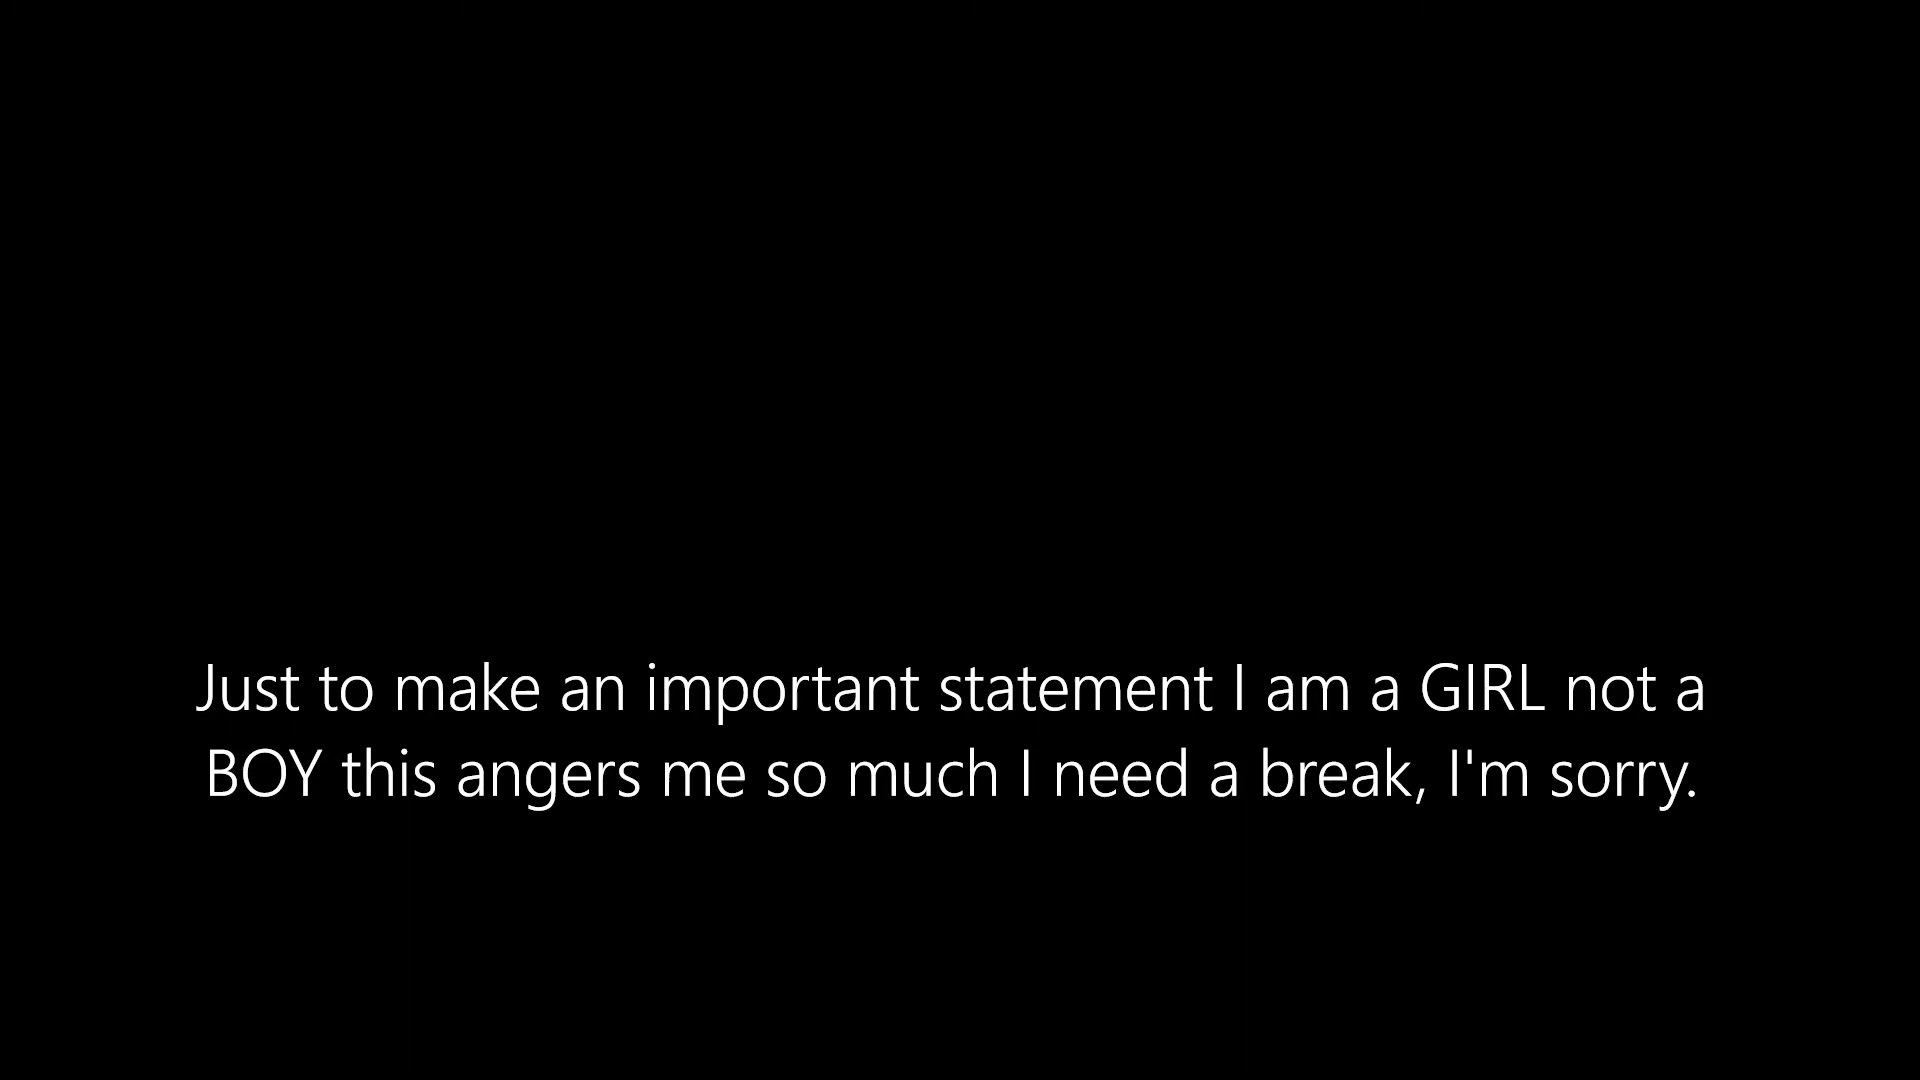 Just to make an important statement I am a GIRL not a
BOY this angers me so much I need a break, I'm sorry.